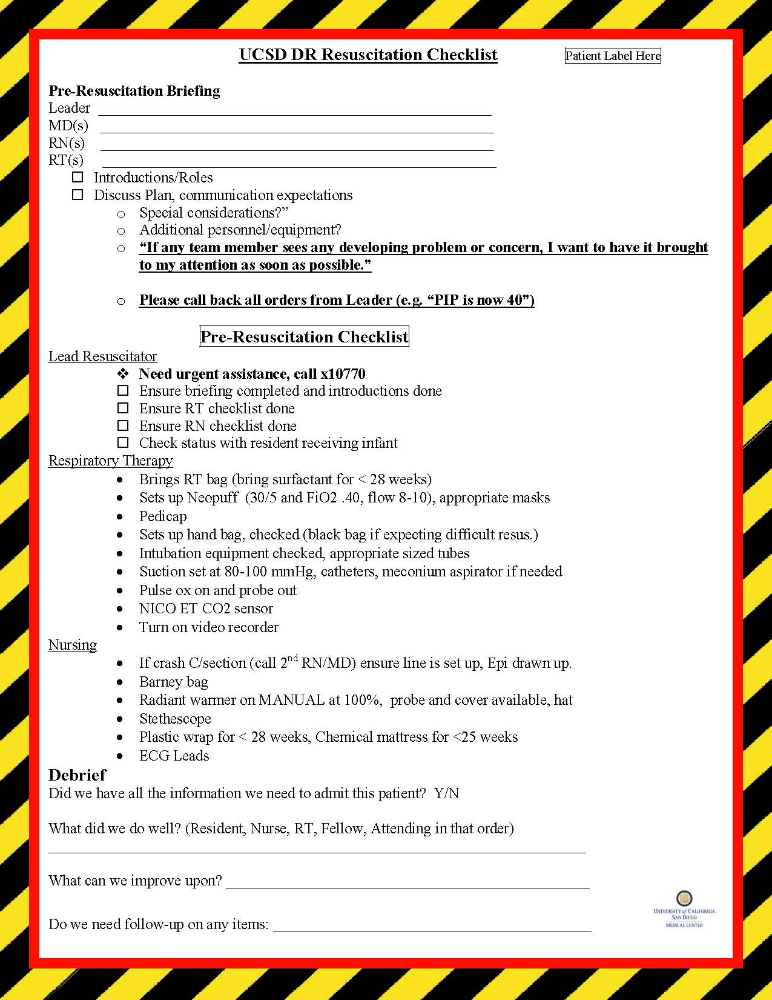 UCSD DR Resuscitation Checklist
Patient Label Here
Pre-Resuscitation Briefing
Leader ____________________________________________________
MD(s) ____________________________________________________
RN(s) ____________________________________________________
RT(s) ____________________________________________________
☐ Introductions/Roles
☐ Discuss Plan, communication expectations
o Special considerations?”
o Additional personnel/equipment?
o “If any team member sees any developing problem or concern, I want to have it brought
to my attention as soon as possible.”
o Please call back all orders from Leader (e.g. “PIP is now 40”)
Pre-Resuscitation Checklist
Lead Resuscitator
❖ Need urgent assistance, call x10770
☐ Ensure briefing completed and introductions done
☐ Ensure RT checklist done
☐ Ensure RN checklist done
☐ Check status with resident receiving infant
Respiratory Therapy
• Brings RT bag (bring surfactant for < 28 weeks)
• Sets up Neopuff (30/5 and FiO2 .40, flow 8-10), appropriate masks
• Pedicap
• Sets up hand bag, checked (black bag if expecting difficult resus.)
• Intubation equipment checked, appropriate sized tubes
• Suction set at 80-100 mmHg, catheters, meconium aspirator if needed
• Pulse ox on and probe out
• NICO ET CO2 sensor
• Turn on video recorder
Nursing
• If crash C/section (call 2nd RN/MD) ensure line is set up, Epi drawn up.
• Barney bag
• Radiant warmer on MANUAL at 100%, probe and cover available, hat
• Stethescope
• Plastic wrap for < 28 weeks, Chemical mattress for <25 weeks
• ECG Leads
Debrief
Did we have all the information we need to admit this patient? Y/N
What did we do well? (Resident, Nurse, RT, Fellow, Attending in that order)
_______________________________________________________________________
What can we improve upon? ________________________________________________
Do we need follow-up on any items: __________________________________________
UNIVERSITY of CALIFORNIA
SAN DIEGO
MEDICAL CENTER